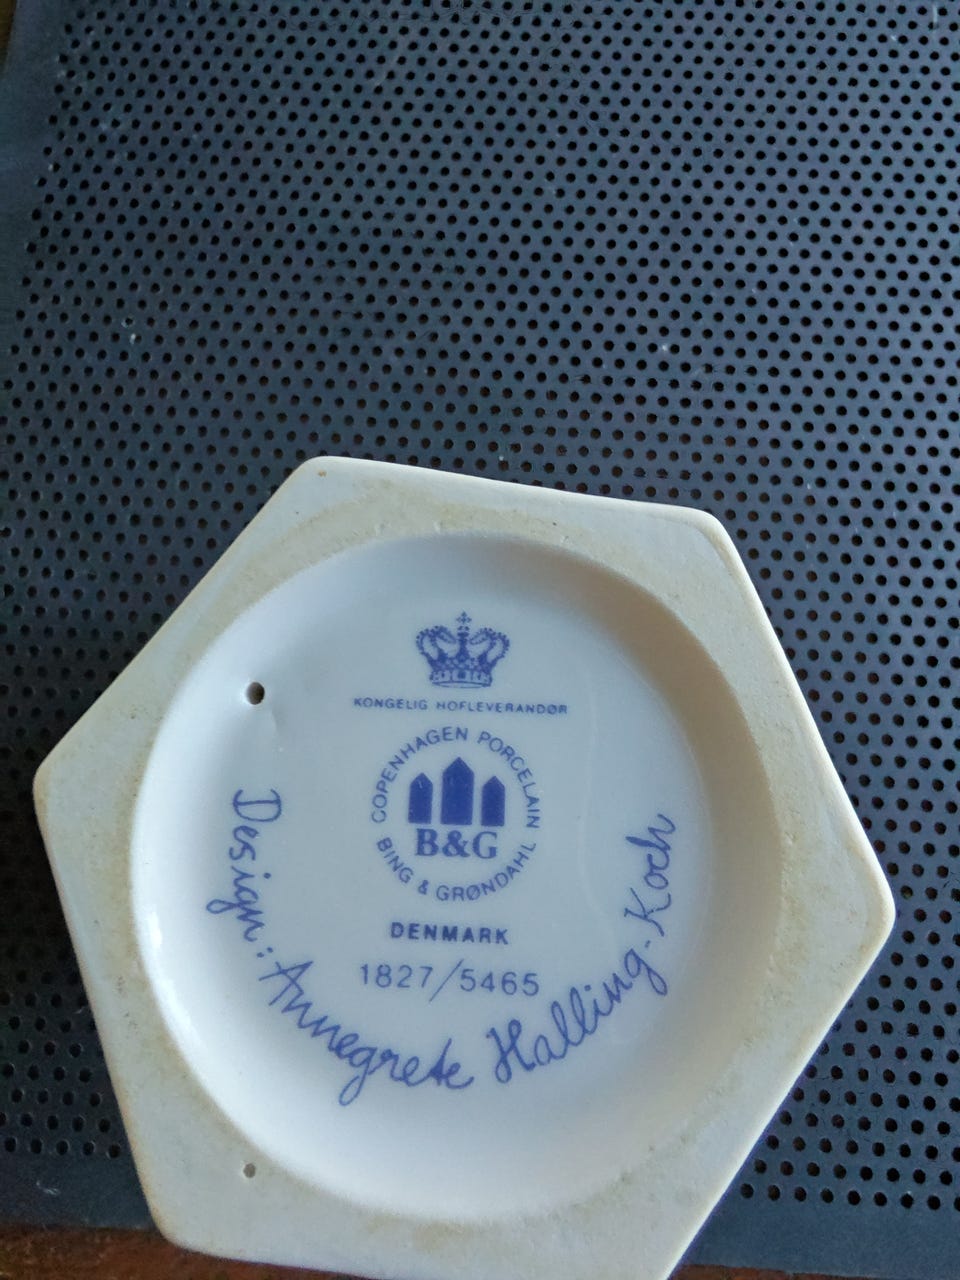 KONGELIG HOFLEVERANDØR
COPENHAGEN PORCELAIN
B&G
BING & GRØNDAHL
DENMARK
1827/5465
Design: Annegrete Halling-Koch